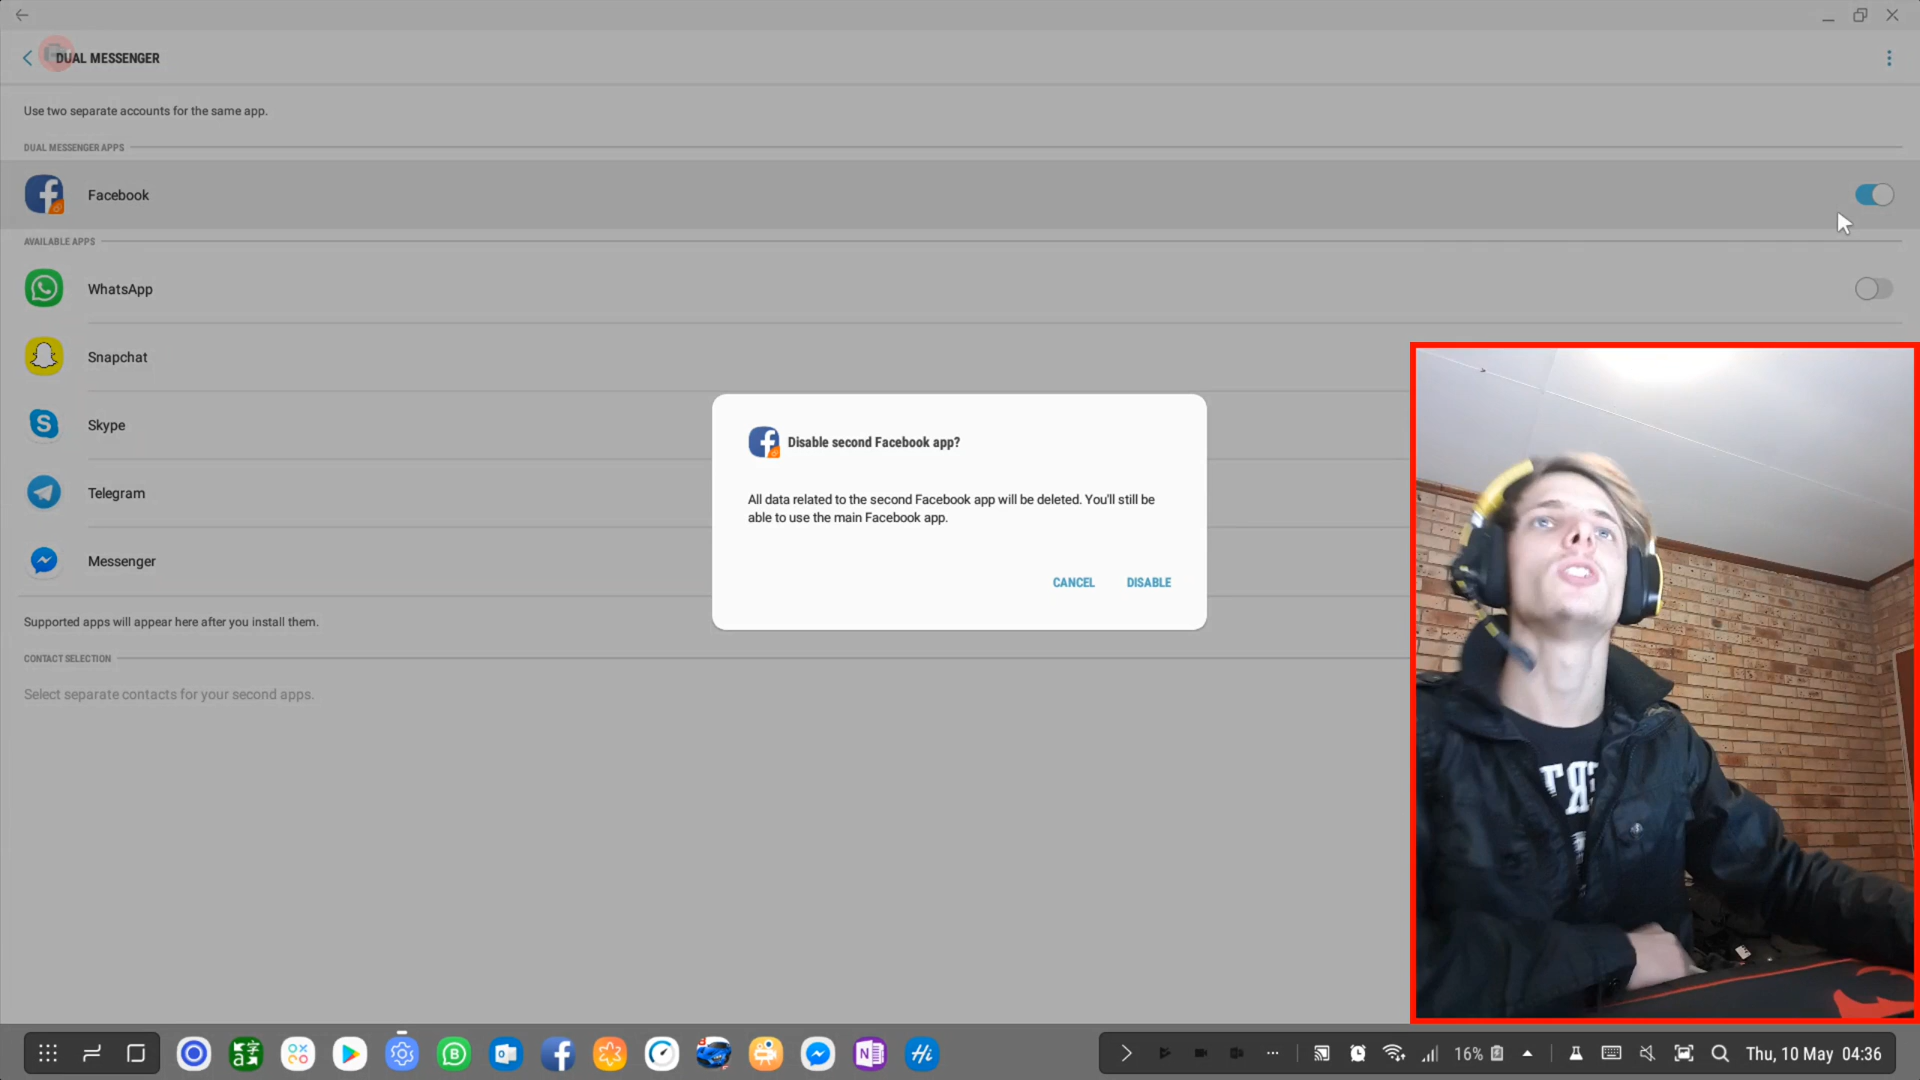 DUAL MESSENGER
Use two separate accounts for the same app.
DUAL MESSENGER APPS
Facebook
AVAILABLE APPS
WhatsApp
Snapchat
Skype
Telegram
Messenger
Supported apps will appear here after you install them.
CONTACT SELECTION
Select separate contacts for your second apps.
Disable second Facebook app?
All data related to the second Facebook app will be deleted. You'll still be
able to use the main Facebook app.
CANCEL DISABLE
16% Thu, 10 May 04:36